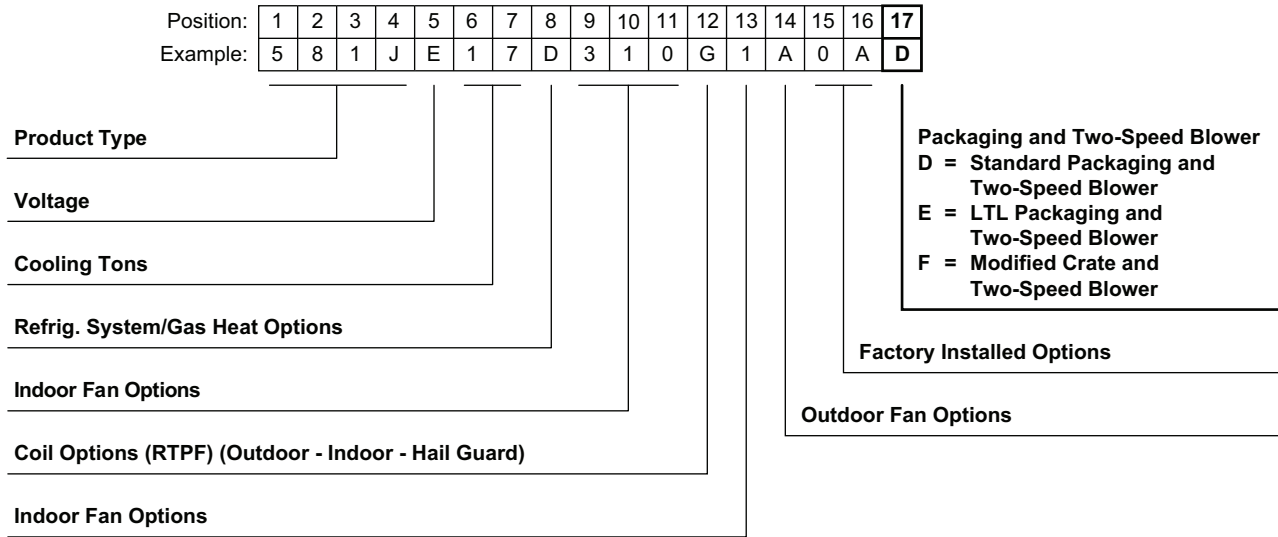 Position: 1 2 3 4 5 6 7 8 9 10 11 12 13 14 15 16 17
Example: 5 8 1 J E 1 7 D 3 1 0 G 1 A 0 A D
Product Type
Voltage
Cooling Tons
Refrig. System/Gas Heat Options
Indoor Fan Options
Coil Options (RTPF) (Outdoor - Indoor - Hail Guard)
Indoor Fan Options
Packaging and Two-Speed Blower
D = Standard Packaging and
Two-Speed Blower
E = LTL Packaging and
Two-Speed Blower
F = Modified Crate and
Two-Speed Blower
Factory Installed Options
Outdoor Fan Options